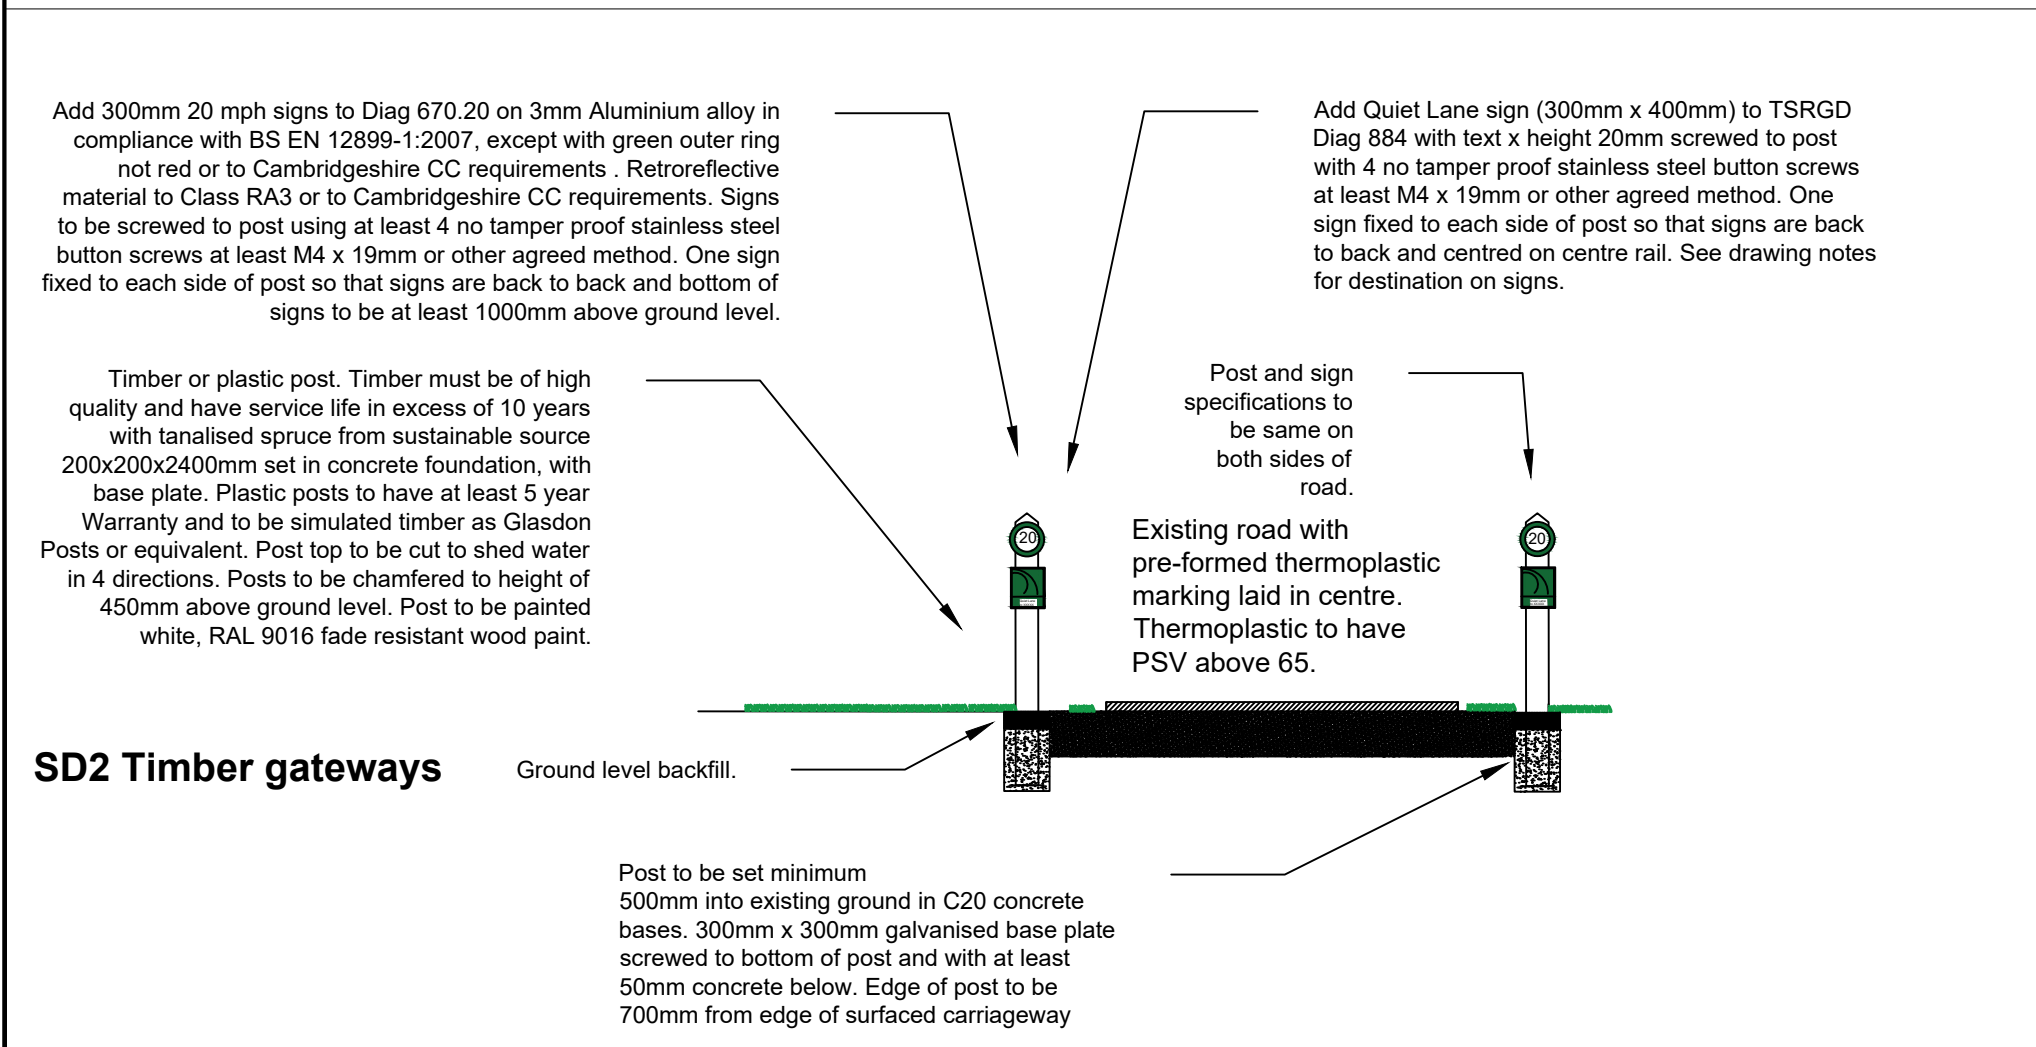 Add 300mm 20 mph signs to Diag 670.20 on 3mm Aluminium alloy in
compliance with BS EN 12899-1:2007, except with green outer ring
not red or to Cambridgeshire CC requirements . Retroreflective
material to Class RA3 or to Cambridgeshire CC requirements. Signs
to be screwed to post using at least 4 no tamper proof stainless steel
button screws at least M4 x 19mm or other agreed method. One sign
fixed to each side of post so that signs are back to back and bottom of
signs to be at least 1000mm above ground level.
Add Quiet Lane sign (300mm x 400mm) to TSRGD
Diag 884 with text x height 20mm screwed to post
with 4 no tamper proof stainless steel button screws
at least M4 x 19mm or other agreed method. One
sign fixed to each side of post so that signs are back
to back and centred on centre rail. See drawing notes
for destination on signs.
Timber or plastic post. Timber must be of high
quality and have service life in excess of 10 years
with tanalised spruce from sustainable source
200x200x2400mm set in concrete foundation, with
base plate. Plastic posts to have at least 5 year
Warranty and to be simulated timber as Glasdon
Posts or equivalent. Post top to be cut to shed water
in 4 directions. Posts to be chamfered to height of
450mm above ground level. Post to be painted
white, RAL 9016 fade resistant wood paint.
Post and sign
specifications to
be same on
both sides of
road.
20
20
Existing road with
pre-formed thermoplastic
marking laid in centre.
Thermoplastic to have
PSV above 65.
SD2 Timber gateways
Ground level backfill.
Post to be set minimum
500mm into existing ground in C20 concrete
bases. 300mm x 300mm galvanised base plate
screwed to bottom of post and with at least
50mm concrete below. Edge of post to be
700mm from edge of surfaced carriageway